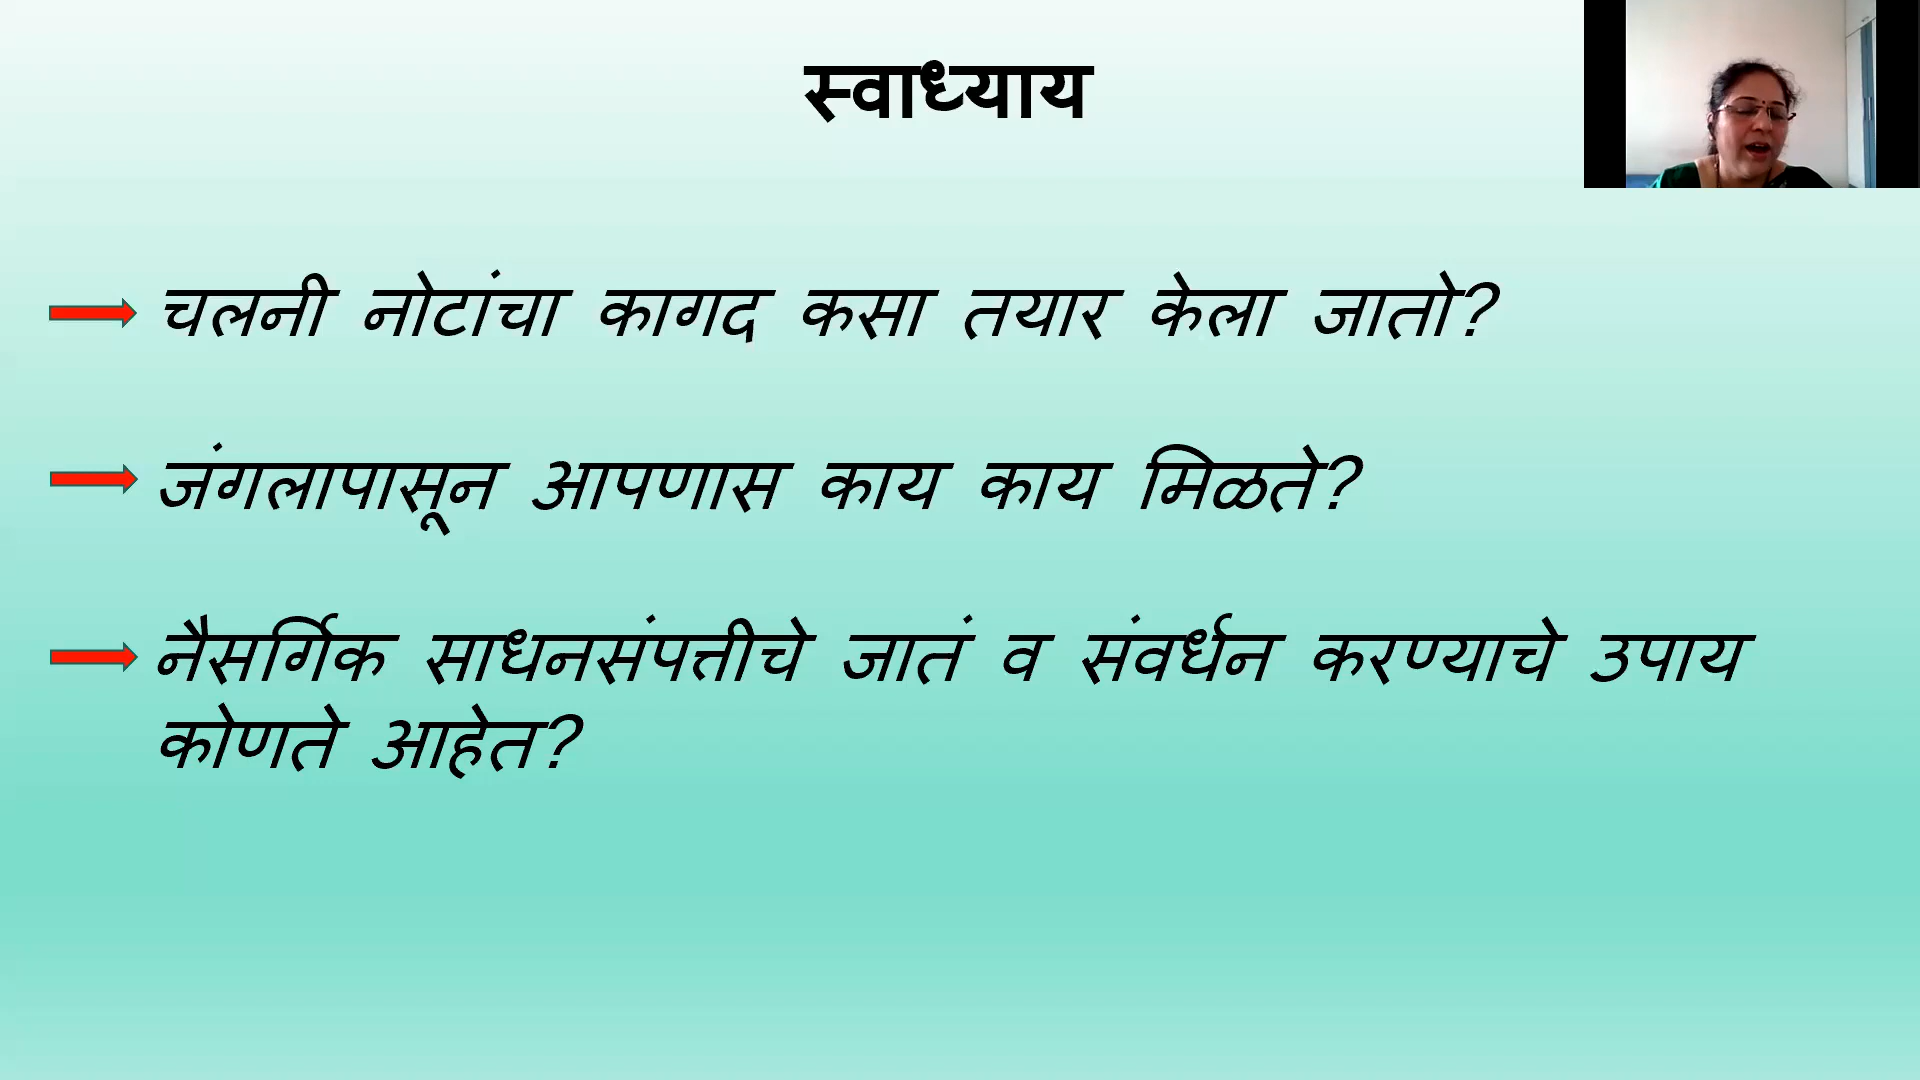 स्वाध्याय
चलनी नोटांचा कागद कसा तयार केला जातो?
जंगलापासून आपणास काय काय मिळते?
नैसर्गिक साधनसंपत्तीचे जातं व संवर्धन करण्याचे उपाय
कोणते आहेत?